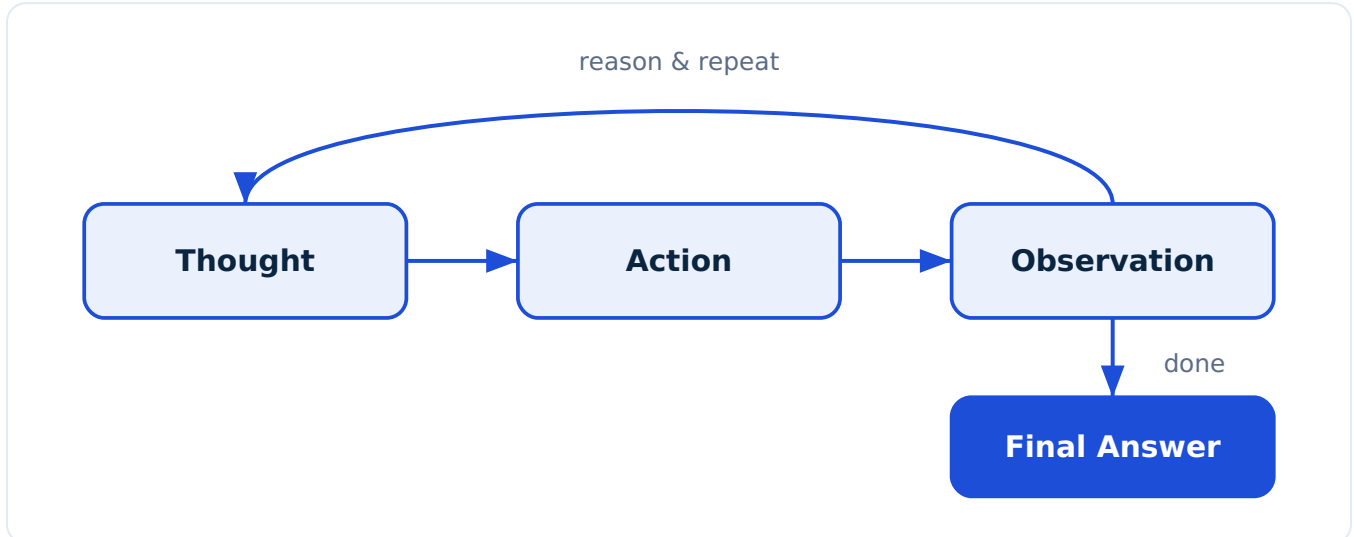 reason & repeat
Thought
Action
Observation
done
Final Answer